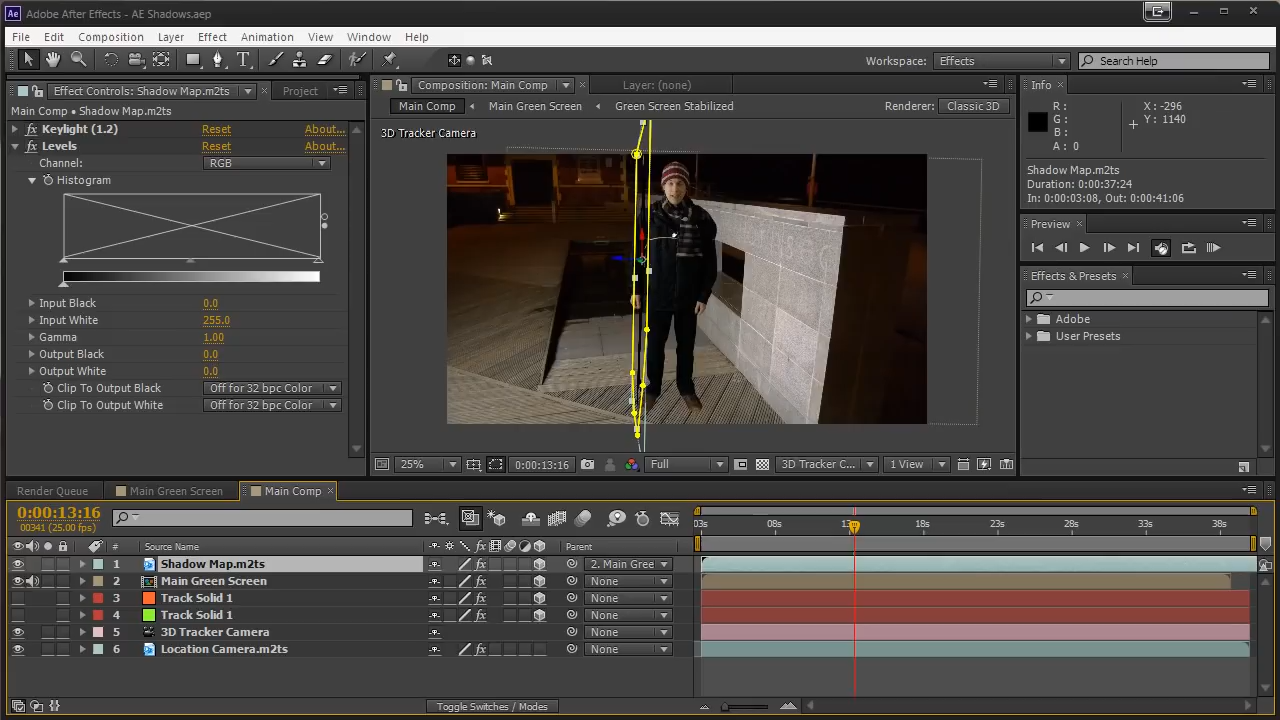 Ae Adobe After Effects - AE Shadows.aep
File Edit Composition Layer Effect Animation View Window Help
Workspace: Effects Search Help
Effect Controls: Shadow Map.m2ts Project
Main Comp • Shadow Map.m2ts
Keylight (1.2) Reset About...
Levels Reset About...
Channel: RGB
Histogram
Input Black 0.0
Input White 255.0
Gamma 1.00
Output Black 0.0
Output White 0.0
Clip To Output Black Off for 32 bpc Color
Clip To Output White Off for 32 bpc Color
Composition: Main Comp Layer: (none)
Main Comp Main Green Screen Green Screen Stabilized Renderer: Classic 3D
3D Tracker Camera
25% 0:00:13:16 Full 3D Tracker C... 1 View
Info
R: X: -296
G: Y: 1140
B:
A: 0
Shadow Map.m2ts
Duration: 0:00:37:24
In: 0:00:03:08, Out: 0:00:41:06
Preview
Effects & Presets
Adobe
User Presets
Render Queue Main Green Screen Main Comp
0:00:13:16
00341 (25.00 fps)
03s 08s 13s 18s 23s 28s 33s 38s
# Source Name fx Parent
1 Shadow Map.m2ts fx 2. Main Gree
2 Main Green Screen fx None
3 Track Solid 1 fx None
4 Track Solid 1 fx None
5 3D Tracker Camera None
6 Location Camera.m2ts fx None
Toggle Switches / Modes